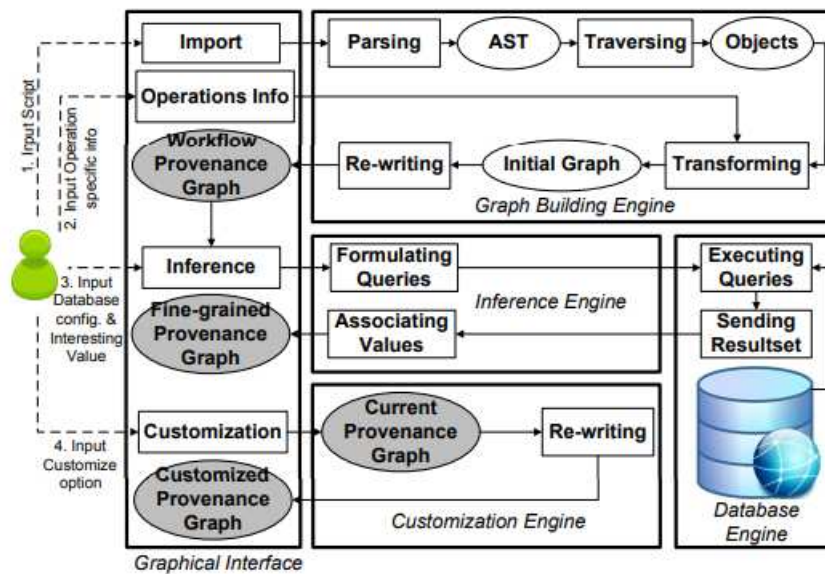 Import
Parsing
AST
Traversing
Objects
1. Input Script
2. Input Operation
specific info
Operations Info
Workflow
Provenance
Graph
Re-writing
Initial Graph
Transforming
Graph Building Engine
3. Input
Database
config. &
Interesting
Value
Inference
Formulating
Queries
Executing
Queries
Inference Engine
Fine-grained
Provenance
Graph
Associating
Values
Sending
Resultset
4. Input
Customize
option
Customization
Current
Provenance
Graph
Re-writing
Customized
Provenance
Graph
Customization Engine
Database
Engine
Graphical Interface